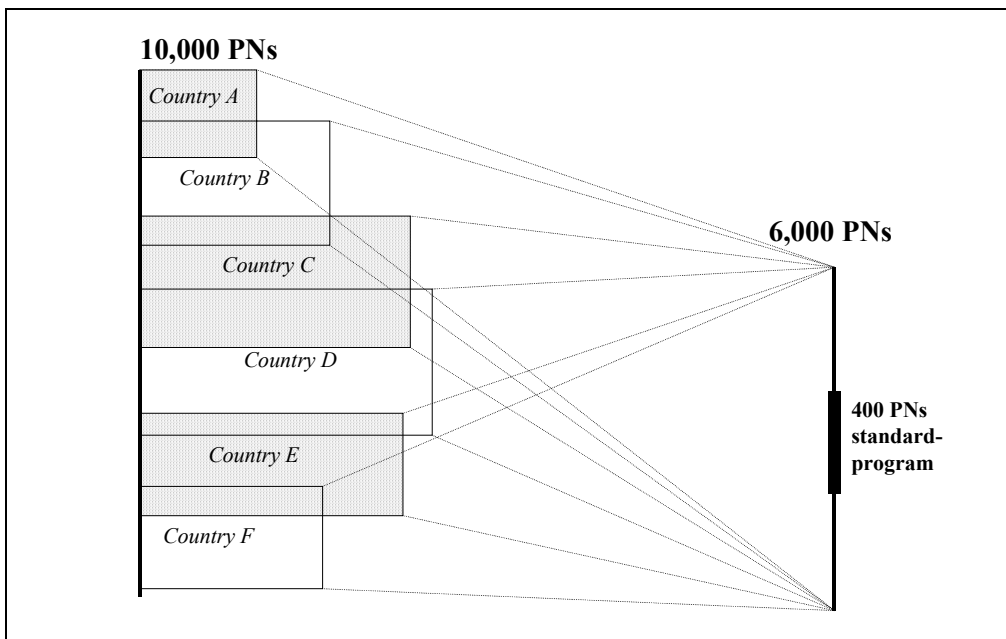 10,000 PNs
Country A
Country B
6,000 PNs
Country C
Country D
400 PNs
standard-
program
Country E
Country F